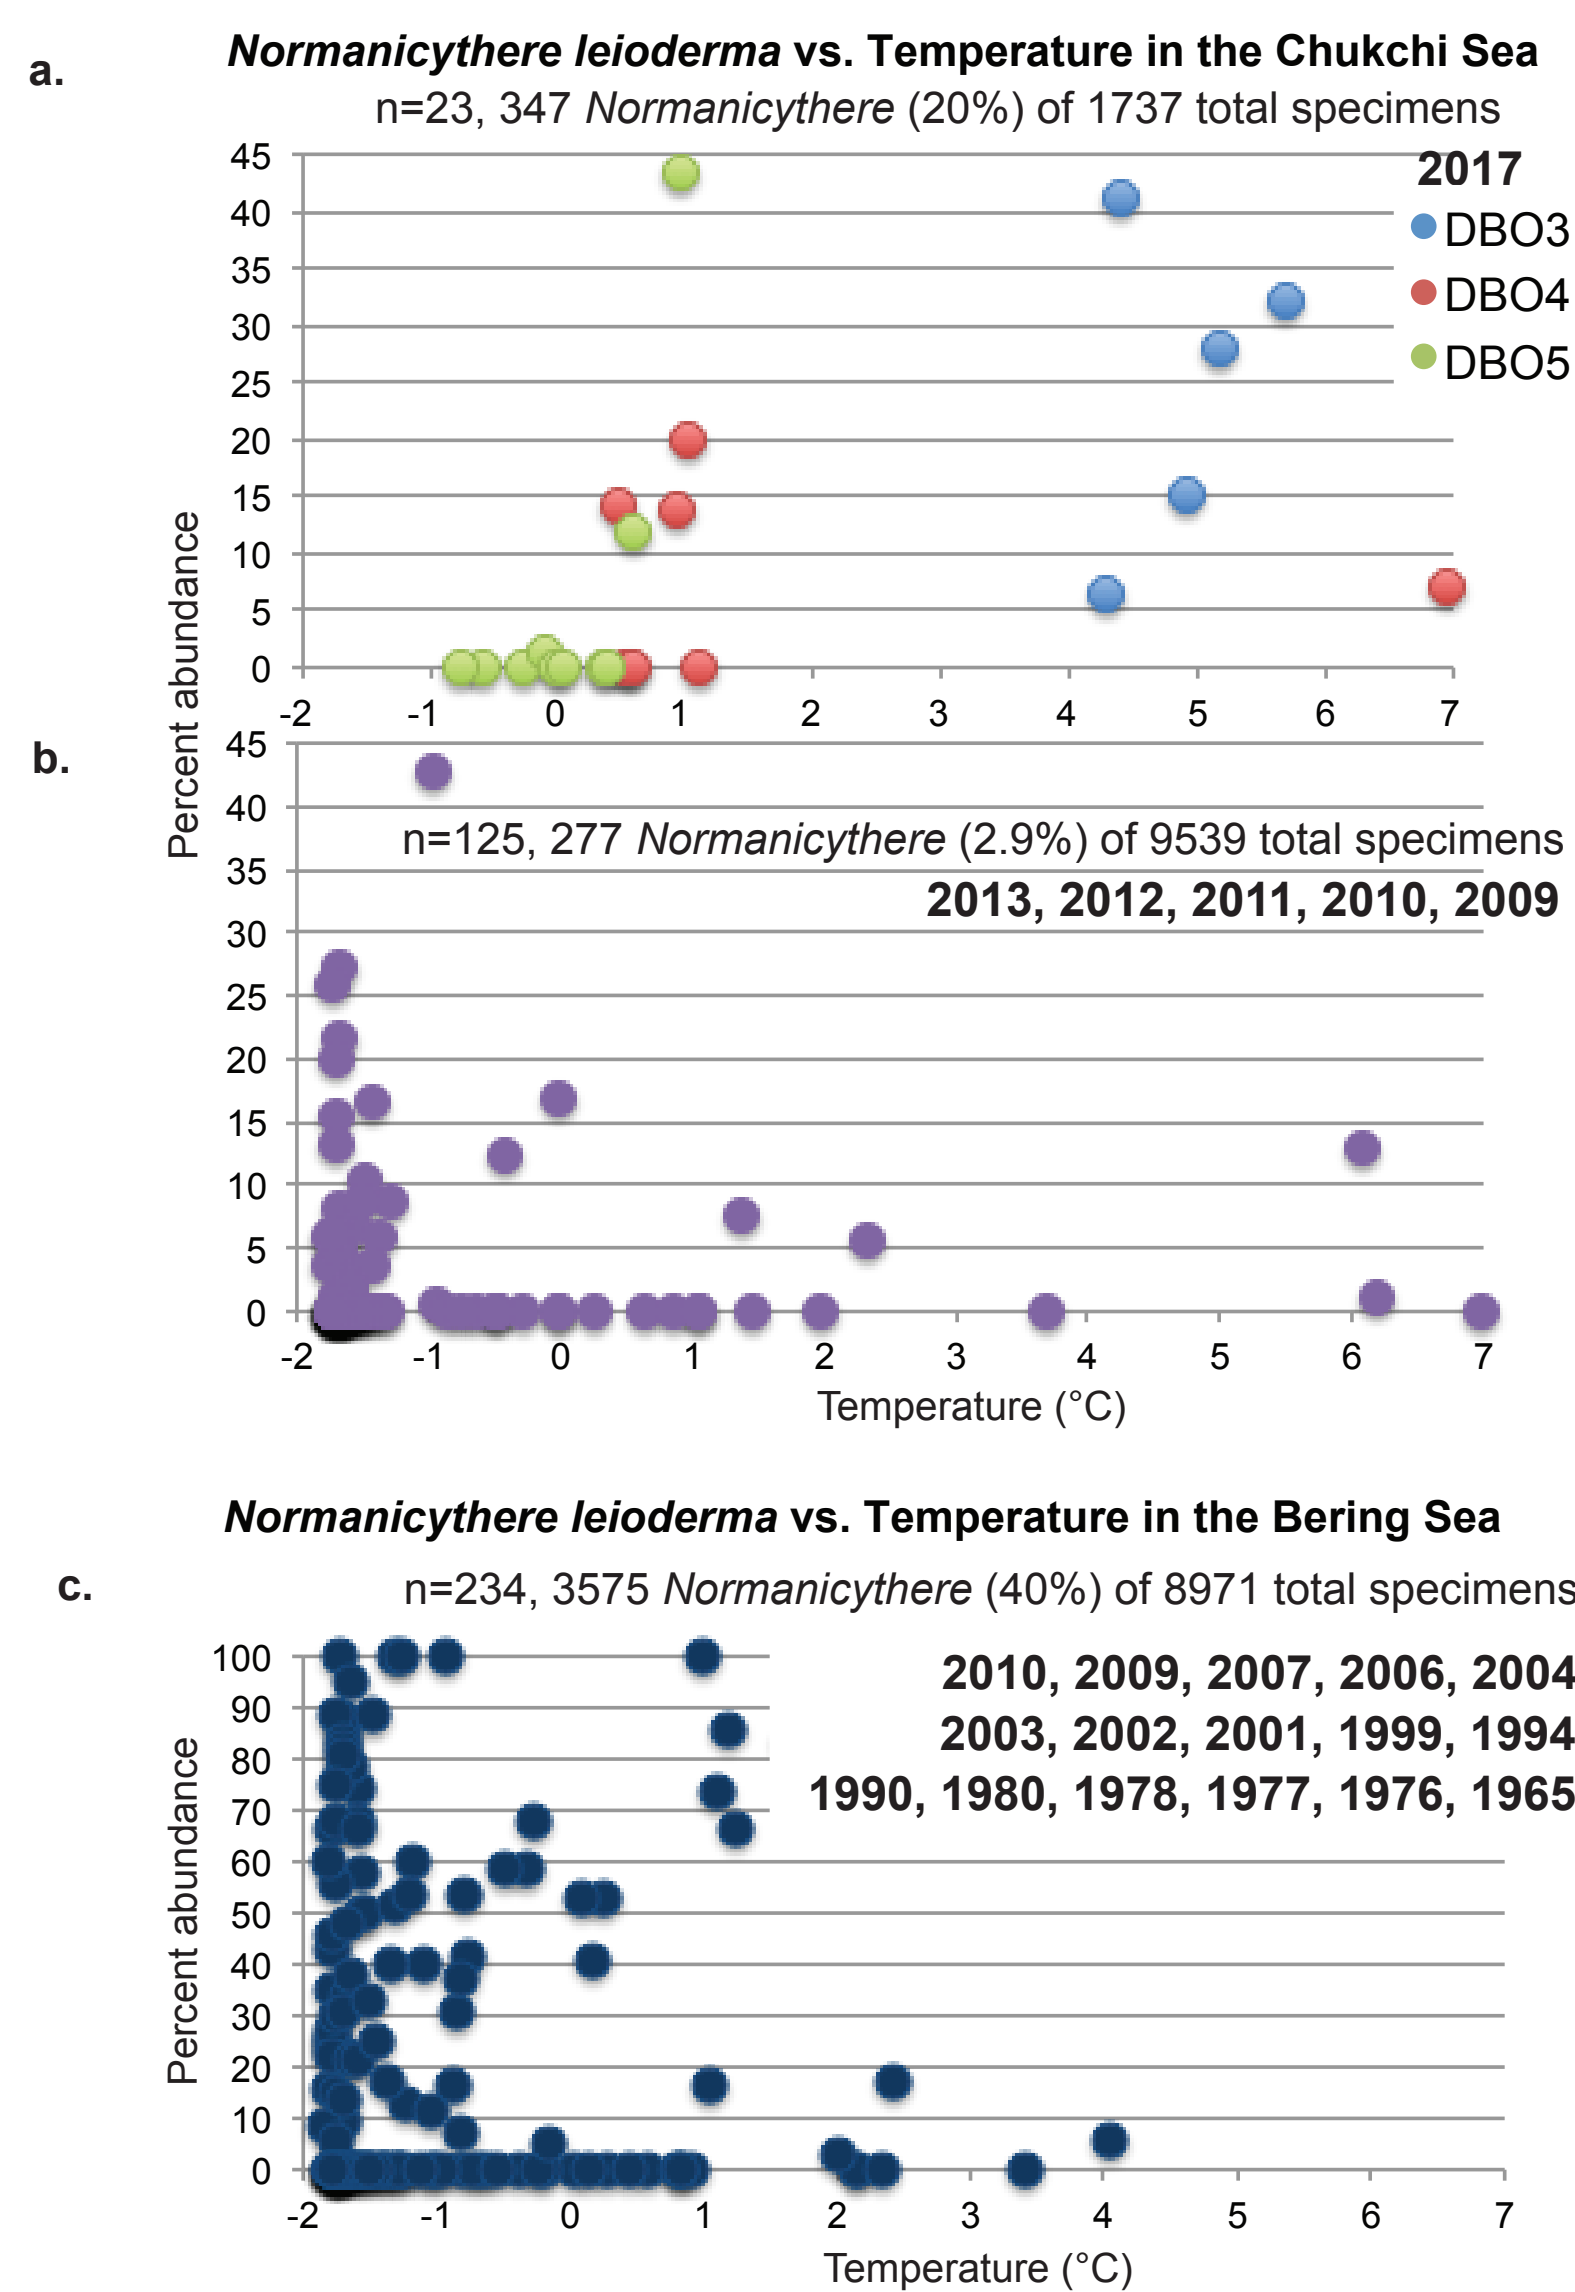 a.
Normanicythere leioderma vs. Temperature in the Chukchi Sea
n=23, 347 Normanicythere (20%) of 1737 total specimens
2017
DBO3
DBO4
DBO5
45
40
35
30
25
20
15
10
5
0
-2 -1 0 1 2 3 4 5 6 7
Percent abundance
b.
n=125, 277 Normanicythere (2.9%) of 9539 total specimens
2013, 2012, 2011, 2010, 2009
45
40
35
30
25
20
15
10
5
0
-2 -1 0 1 2 3 4 5 6 7
Temperature (°C)
Normanicythere leioderma vs. Temperature in the Bering Sea
c.
n=234, 3575 Normanicythere (40%) of 8971 total specimens
2010, 2009, 2007, 2006, 2004
2003, 2002, 2001, 1999, 1994
1990, 1980, 1978, 1977, 1976, 1965
100
90
80
70
60
50
40
30
20
10
0
Percent abundance
-2 -1 0 1 2 3 4 5 6 7
Temperature (°C)